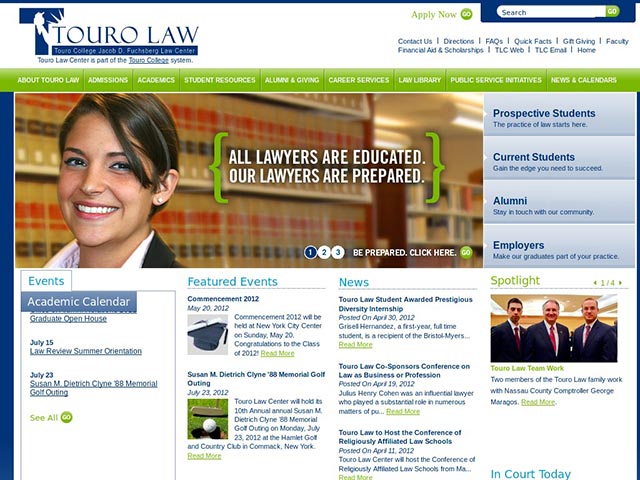 Apply Now GO
Search GO
TOURO LAW
Touro College Jacob D. Fuchsberg Law Center
Touro Law Center is part of the Touro College system.
Contact Us | Directions | FAQs | Quick Facts | Gift Giving | Faculty
Financial Aid & Scholarships | TLC Web | TLC Email | Home
ABOUT TOURO LAW ADMISSIONS ACADEMICS STUDENT RESOURCES ALUMNI & GIVING CAREER SERVICES LAW LIBRARY PUBLIC SERVICE INITIATIVES NEWS & CALENDARS
{ALL LAWYERS ARE EDUCATED.
OUR LAWYERS ARE PREPARED.}
1 2 3 BE PREPARED. CLICK HERE. GO
Prospective Students
The practice of law starts here.
Current Students
Gain the edge you need to succeed.
Alumni
Stay in touch with our community.
Employers
Make our graduates part of your practice.
Events
Academic Calendar
Graduate Open House
July 15
Law Review Summer Orientation
July 23
Susan M. Dietrich Clyne '88 Memorial
Golf Outing
See All GO
Featured Events
Commencement 2012
May 20, 2012
Commencement 2012 will be
held at New York City Center
on Sunday, May 20.
Congratulations to the Class
of 2012! Read More
Susan M. Dietrich Clyne '88 Memorial Golf
Outing
July 23, 2012
Touro Law Center will hold its
10th Annual annual Susan M.
Dietrich Clyne '88 Memorial
Golf Outing on Monday, July
23, 2012 at the Hamlet Golf
and Country Club in Commack, New York.
Read More
News
Touro Law Student Awarded Prestigious
Diversity Internship
Posted On April 30, 2012
Grisell Hernandez, a first-year, full time
student, is a recipient of the Bristol-Myers...
Read More
Touro Law Co-Sponsors Conference on
Law as Business or Profession
Posted On April 19, 2012
Julius Henry Cohen was an influential lawyer
who played a substantial role in numerous
matters of pu... Read More
Touro Law to Host the Conference of
Religiously Affiliated Law Schools
Posted On April 11, 2012
Touro Law Center will host the Conference of
Religiously Affiliated Law Schools from Ma...
Read More
Spotlight
1 / 4
Touro Law Team Work
Two members of the Touro Law family work
with Nassau County Comptroller George
Maragos. Read More.
In Court Today